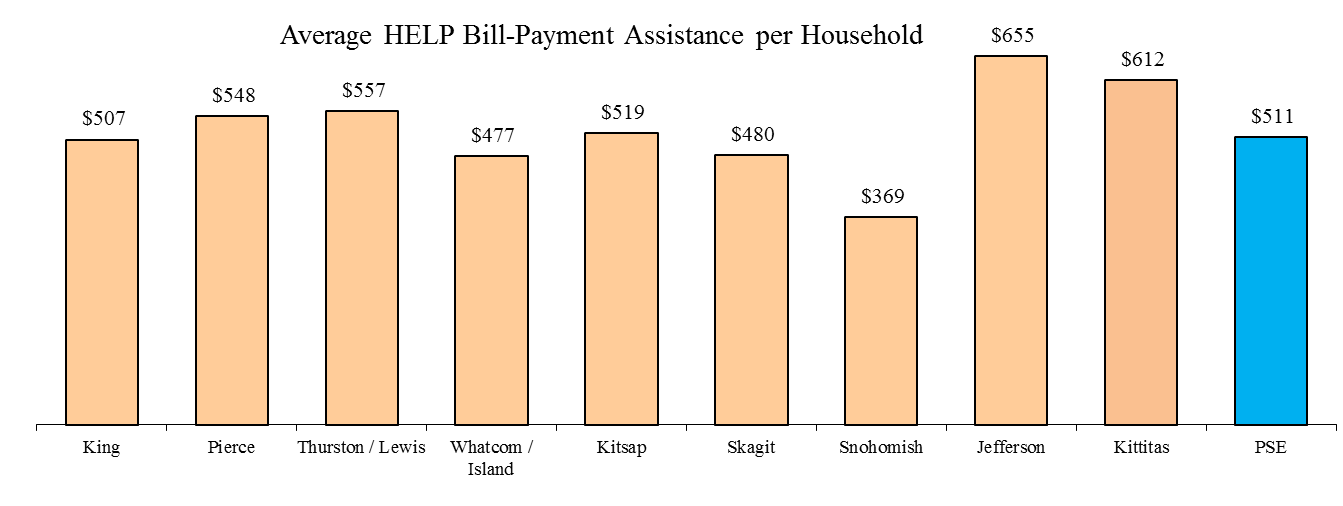 Average HELP Bill-Payment Assistance per Household
$507
$548
$557
$477
$519
$480
$369
$655
$612
$511
King
Pierce
Thurston / Lewis
Whatcom /
Island
Kitsap
Skagit
Snohomish
Jefferson
Kittitas
PSE